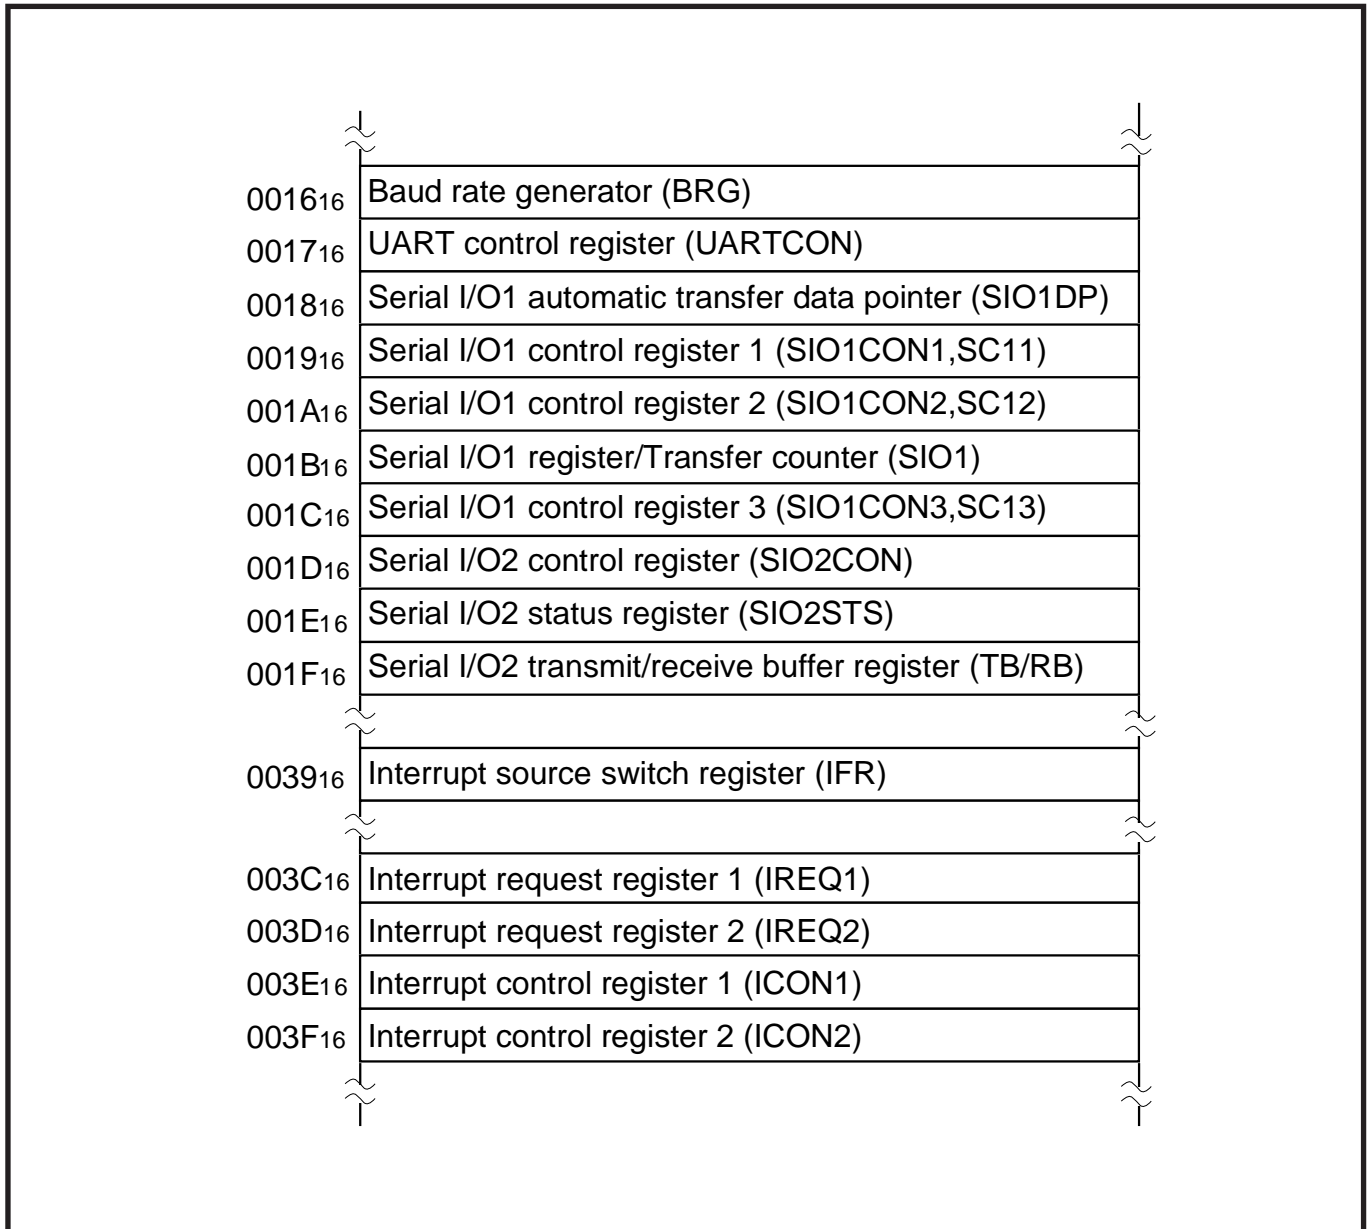 0016₁₆ Baud rate generator (BRG)
0017₁₆ UART control register (UARTCON)
0018₁₆ Serial I/O1 automatic transfer data pointer (SIO1DP)
0019₁₆ Serial I/O1 control register 1 (SIO1CON1,SC11)
001A₁₆ Serial I/O1 control register 2 (SIO1CON2,SC12)
001B₁₆ Serial I/O1 register/Transfer counter (SIO1)
001C₁₆ Serial I/O1 control register 3 (SIO1CON3,SC13)
001D₁₆ Serial I/O2 control register (SIO2CON)
001E₁₆ Serial I/O2 status register (SIO2STS)
001F₁₆ Serial I/O2 transmit/receive buffer register (TB/RB)
0039₁₆ Interrupt source switch register (IFR)
003C₁₆ Interrupt request register 1 (IREQ1)
003D₁₆ Interrupt request register 2 (IREQ2)
003E₁₆ Interrupt control register 1 (ICON1)
003F₁₆ Interrupt control register 2 (ICON2)